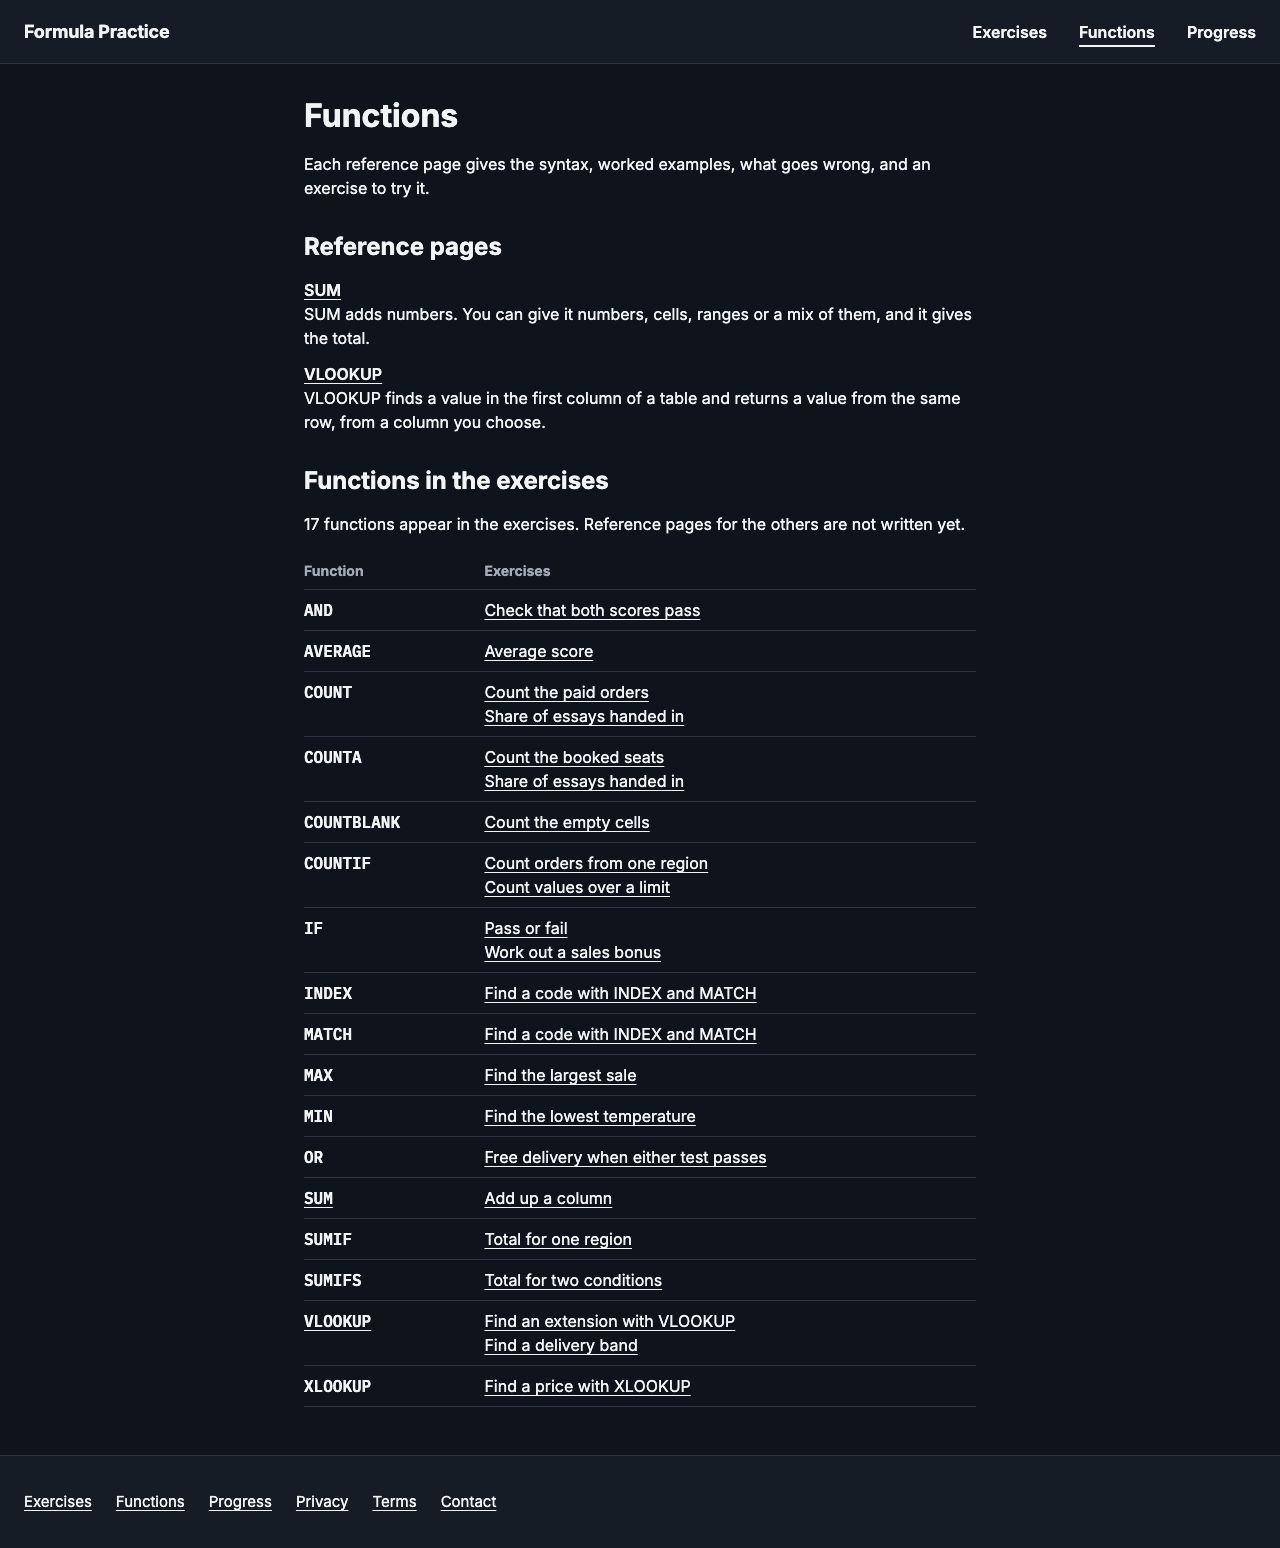 Formula Practice
Exercises Functions Progress
Functions
Each reference page gives the syntax, worked examples, what goes wrong, and an
exercise to try it.
Reference pages
SUM
SUM adds numbers. You can give it numbers, cells, ranges or a mix of them, and it gives
the total.
VLOOKUP
VLOOKUP finds a value in the first column of a table and returns a value from the same
row, from a column you choose.
Functions in the exercises
17 functions appear in the exercises. Reference pages for the others are not written yet.
Function Exercises
AND Check that both scores pass
AVERAGE Average score
COUNT Count the paid orders
Share of essays handed in
COUNTA Count the booked seats
Share of essays handed in
COUNTBLANK Count the empty cells
COUNTIF Count orders from one region
Count values over a limit
IF Pass or fail
Work out a sales bonus
INDEX Find a code with INDEX and MATCH
MATCH Find a code with INDEX and MATCH
MAX Find the largest sale
MIN Find the lowest temperature
OR Free delivery when either test passes
SUM Add up a column
SUMIF Total for one region
SUMIFS Total for two conditions
VLOOKUP Find an extension with VLOOKUP
Find a delivery band
XLOOKUP Find a price with XLOOKUP
Exercises Functions Progress Privacy Terms Contact